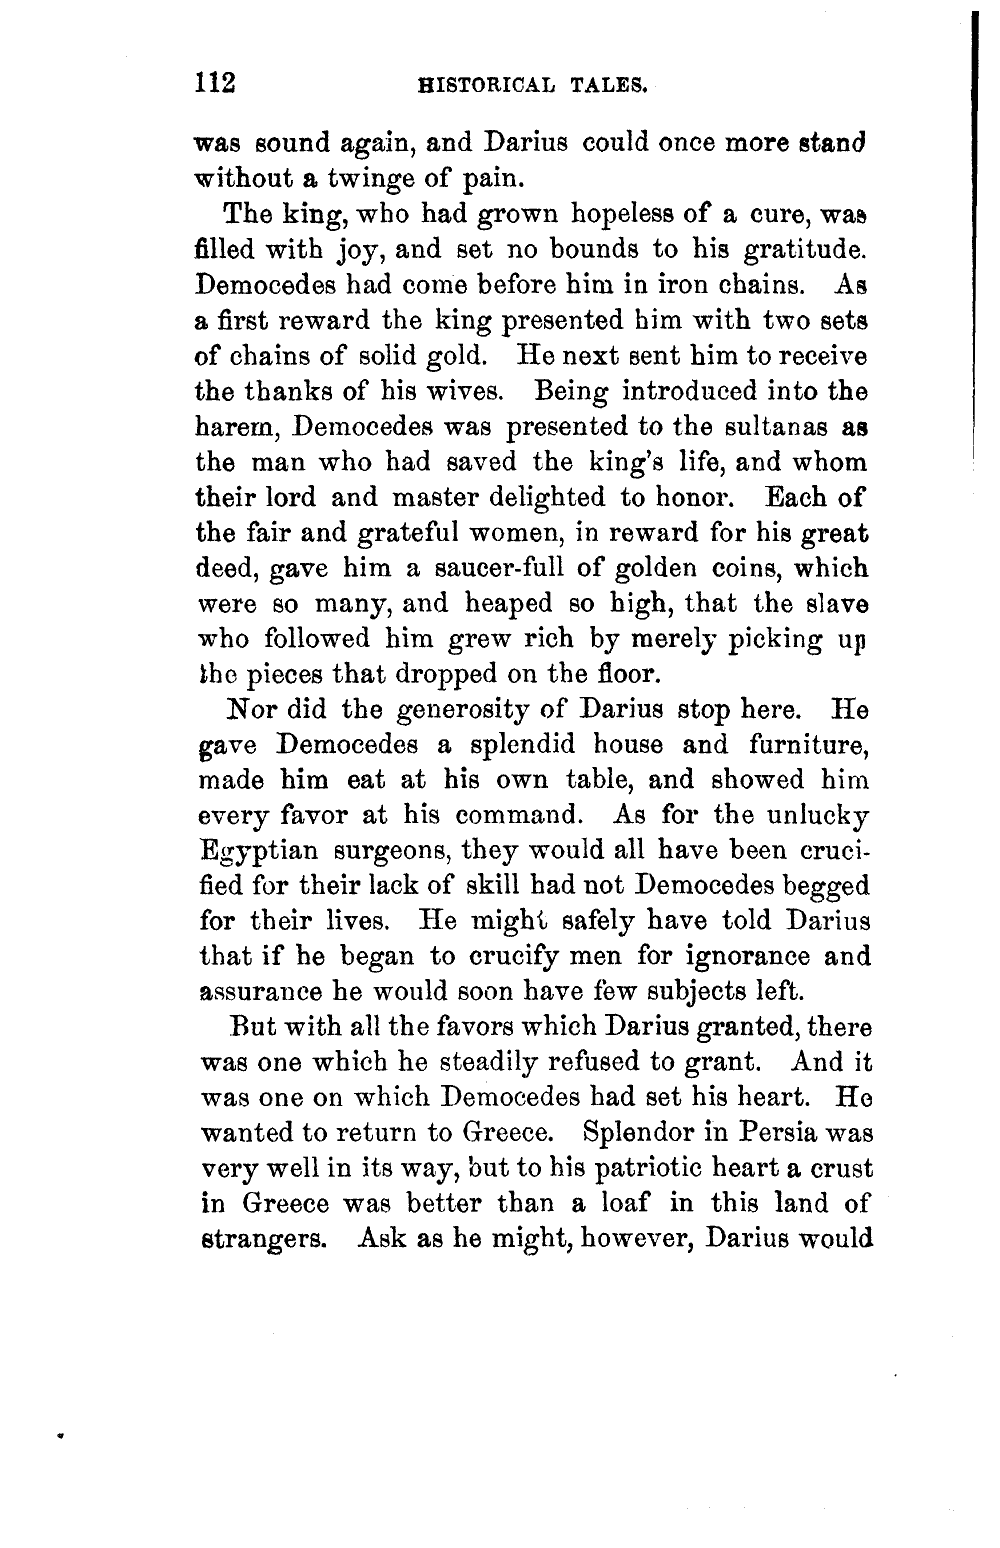 112 HISTORICAL TALES.
was sound again, and Darius could once more stand
without a twinge of pain.
The king, who had grown hopeless of a cure, was
filled with joy, and set no bounds to his gratitude.
Democedes had come before him in iron chains. As
a first reward the king presented him with two sets
of chains of solid gold. He next sent him to receive
the thanks of his wives. Being introduced into the
harem, Democedes was presented to the sultanas as
the man who had saved the king's life, and whom
their lord and master delighted to honor. Each of
the fair and grateful women, in reward for his great
deed, gave him a saucer-full of golden coins, which
were so many, and heaped so high, that the slave
who followed him grew rich by merely picking up
the pieces that dropped on the floor.
Nor did the generosity of Darius stop here. He
gave Democedes a splendid house and furniture,
made him eat at his own table, and showed him
every favor at his command. As for the unlucky
Egyptian surgeons, they would all have been cruci-
fied for their lack of skill had not Democedes begged
for their lives. He might safely have told Darius
that if he began to crucify men for ignorance and
assurance he would soon have few subjects left.
But with all the favors which Darius granted, there
was one which he steadily refused to grant. And it
was one on which Democedes had set his heart. He
wanted to return to Greece. Splendor in Persia was
very well in its way, but to his patriotic heart a crust
in Greece was better than a loaf in this land of
strangers. Ask as he might, however, Darius would